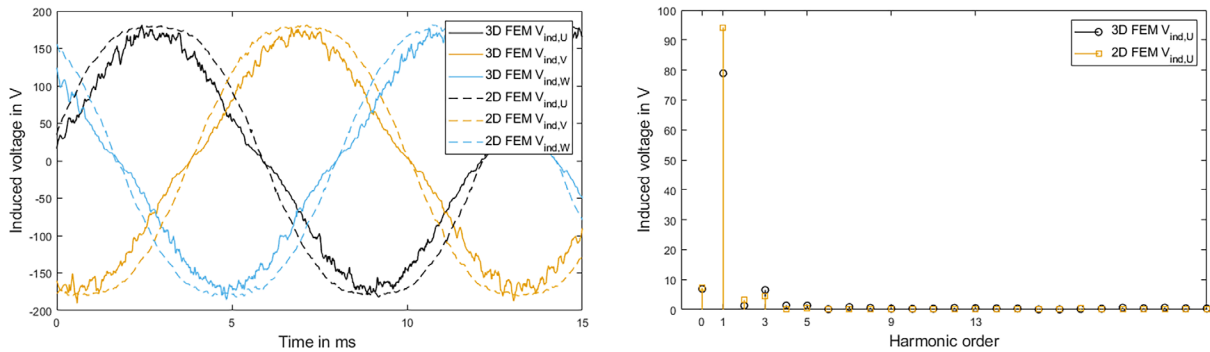 Induced voltage in V
200
150
100
50
0
-50
-100
-150
-200
0
5
10
15
Time in ms
3D FEM V_ind,U
3D FEM V_ind,V
3D FEM V_ind,W
2D FEM V_ind,U
2D FEM V_ind,V
2D FEM V_ind,W
Induced voltage in V
100
90
80
70
60
50
40
30
20
10
0
0
1
3
5
9
13
Harmonic order
3D FEM V_ind,U
2D FEM V_ind,U